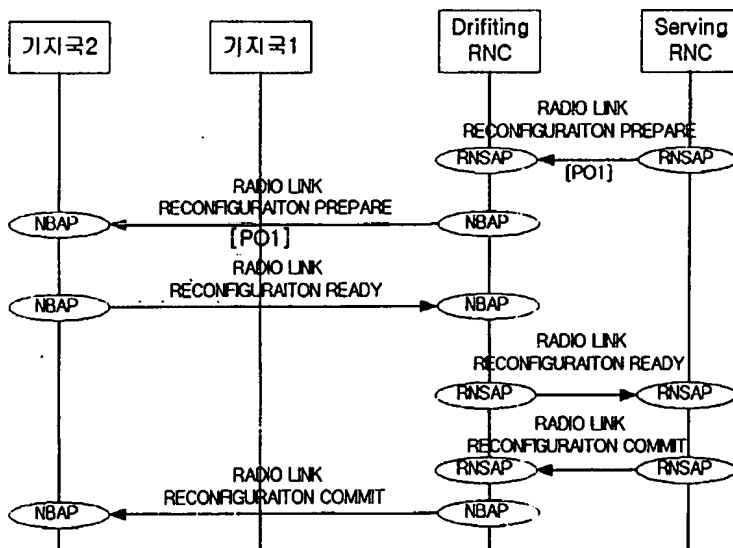 기지국2
기지국1
Drifiting
RNC
Serving
RNC
RADIO LINK
RECONFIGURAITON PREPARE
RNSAP
RNSAP
[PO1]
RADIO LINK
RECONFIGURAITON PREPARE
NBAP
NBAP
[PO1]
RADIO LINK
RECONFIGURAITON READY
NBAP
NBAP
RADIO LINK
RECONFIGURAITON READY
RNSAP
RNSAP
RADIO LINK
RECONFIGURAITON COMMIT
RNSAP
RNSAP
RADIO LINK
RECONFIGURAITON COMMIT
NBAP
NBAP